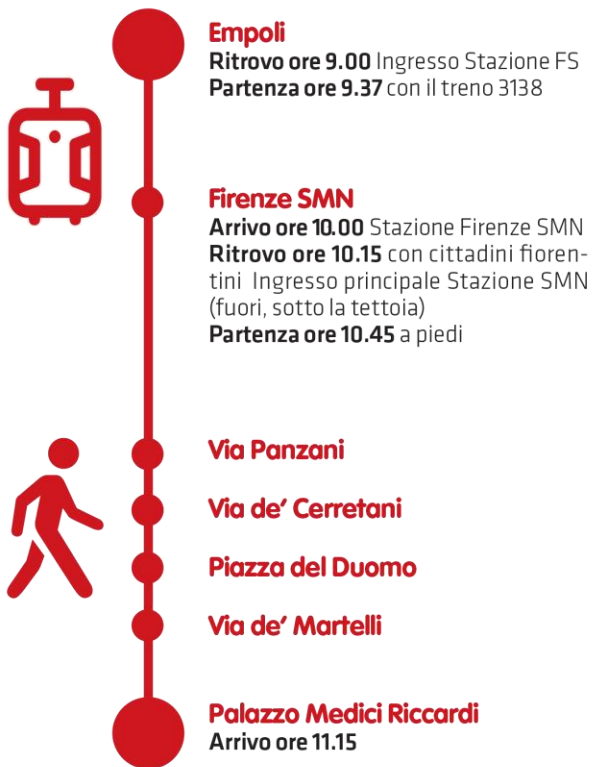 Empoli
Ritrovo ore 9.00 Ingresso Stazione FS
Partenza ore 9.37 con il treno 3138
Firenze SMN
Arrivo ore 10.00 Stazione Firenze SMN
Ritrovo ore 10.15 con cittadini fioren-
tini Ingresso principale Stazione SMN
(fuori, sotto la tettoia)
Partenza ore 10.45 a piedi
Via Panzani
Via de' Cerretani
Piazza del Duomo
Via de' Martelli
Palazzo Medici Riccardi
Arrivo ore 11.15